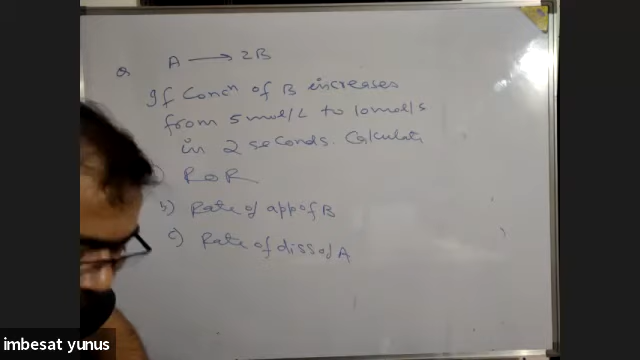 Q A → 2B
If Concn of B increases
from 5 mol/L to 10 mol/s
in 2 seconds. Calculate
) ROR
b) Rate of app of B
c) Rate of diss of A
imbesat yunus